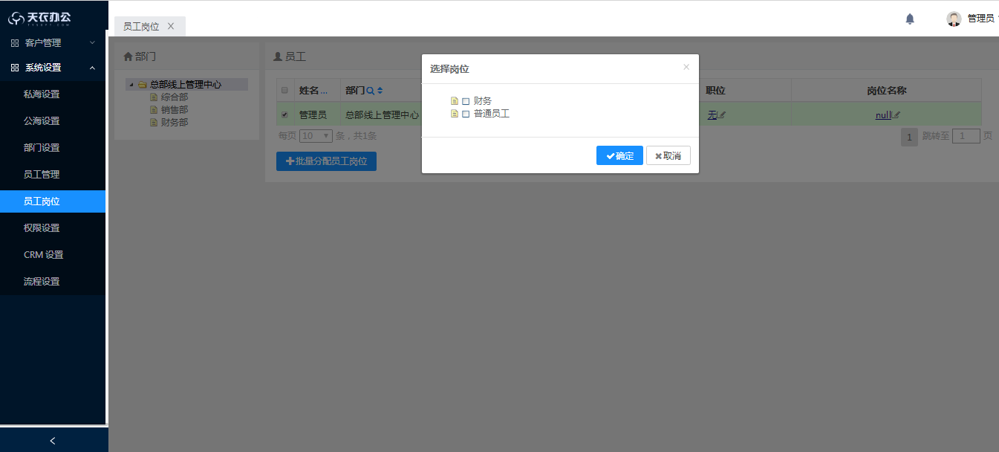 天衣办公
客户管理
系统设置
私海设置
公海设置
部门设置
员工管理
员工岗位
权限设置
CRM 设置
流程设置
员工岗位
管理员
部门
总部线上管理中心
综合部
销售部
财务部
员工
姓名... 部门 职位 岗位名称
管理员 总部线上管理中心 无 null
每页 10 条，共1条 1 跳转至 1 页
批量分配员工岗位
选择岗位
财务
普通员工
确定 取消